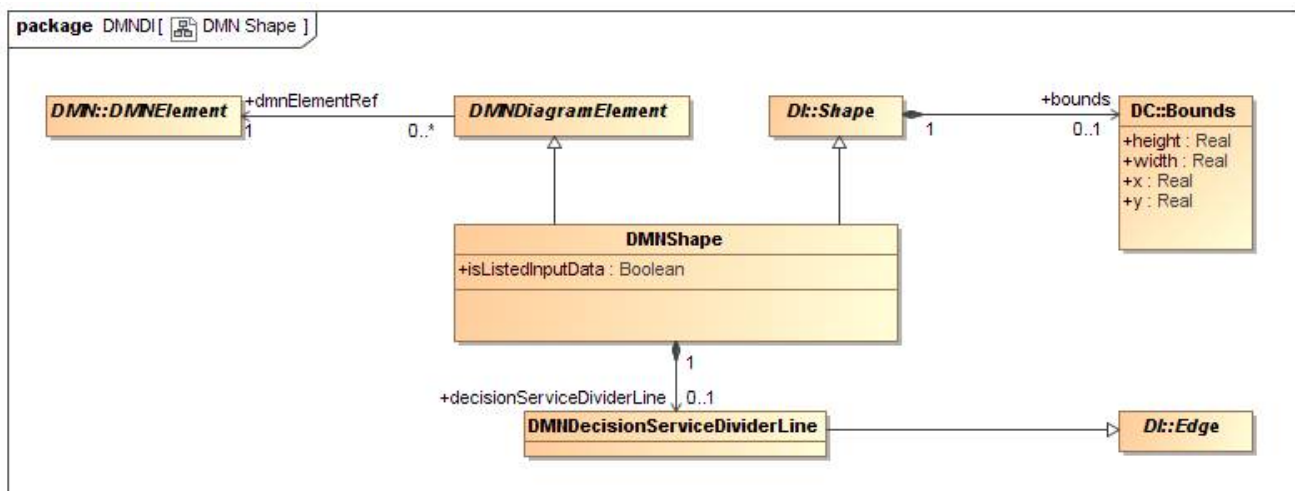 package DMNDI[ DMN Shape ]
DMN::DMNElement
+dmnElementRef
1
0..*
DMNDiagramElement
DI::Shape
1
+bounds
0..1
DC::Bounds
+height : Real
+width : Real
+x : Real
+y : Real
DMNShape
+isListedInputData : Boolean
1
+decisionServiceDividerLine
0..1
DMNDecisionServiceDividerLine
DI::Edge